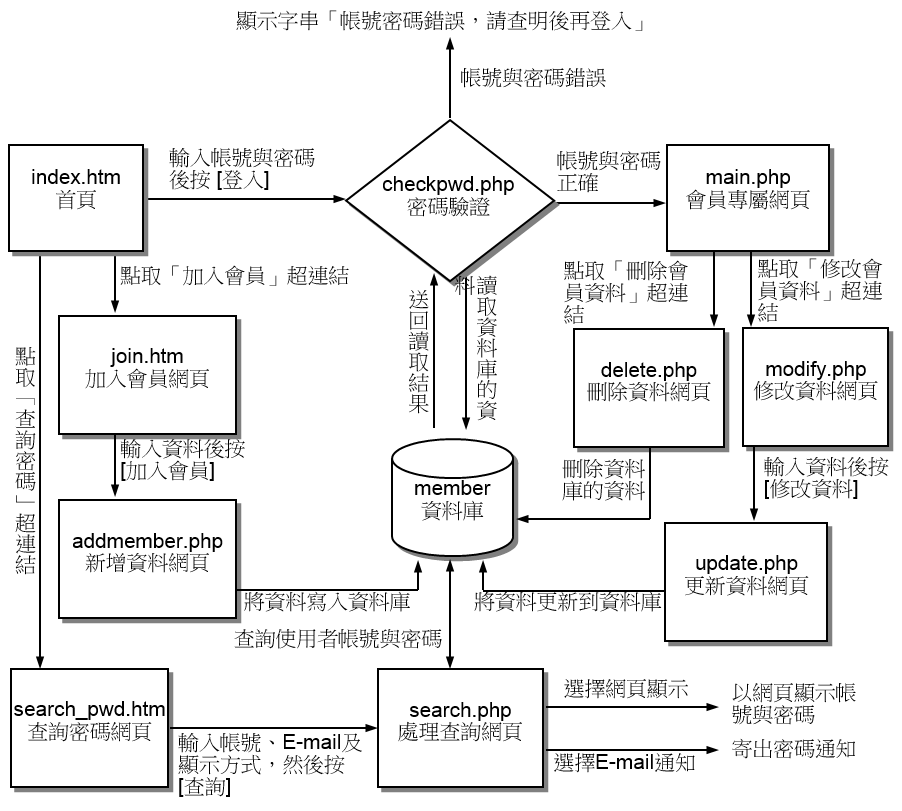 顯示字串「帳號密碼錯誤，請查明後再登入」
帳號與密碼錯誤
index.htm
首頁
輸入帳號與密碼
後按 [登入]
checkpwd.php
密碼驗證
帳號與密碼
正確
main.php
會員專屬網頁
點取「加入會員」超連結
點取「刪除會
員資料」超連
結
點取「修改會
員資料」超連
結
送回讀取結果
讀取資料庫的資
料
點取「查詢密碼」超連結
join.htm
加入會員網頁
delete.php
刪除資料網頁
modify.php
修改資料網頁
輸入資料後按
[加入會員]
member
資料庫
刪除資料
庫的資料
輸入資料後按
[修改資料]
addmember.php
新增資料網頁
update.php
更新資料網頁
將資料寫入資料庫
將資料更新到資料庫
查詢使用者帳號與密碼
search_pwd.htm
查詢密碼網頁
輸入帳號、E-mail及
顯示方式，然後按
[查詢]
search.php
處理查詢網頁
選擇網頁顯示
以網頁顯示帳
號與密碼
選擇E-mail通知
寄出密碼通知